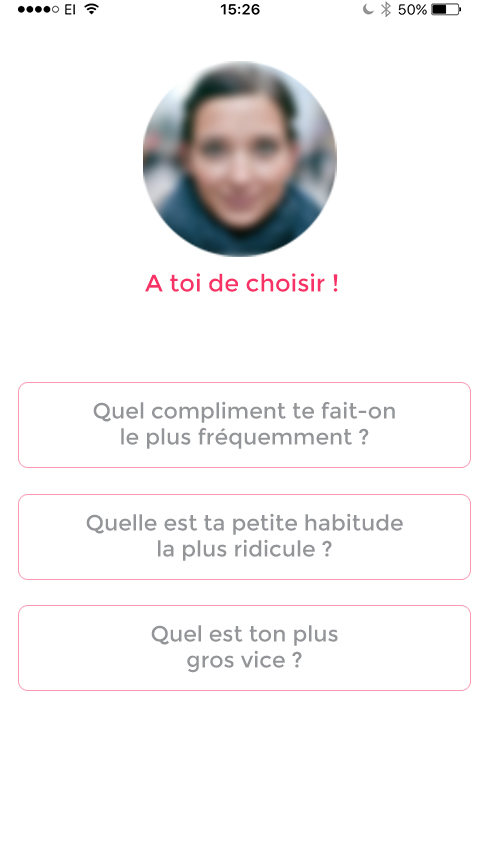 EI 15:26 50%
A toi de choisir !
Quel compliment te fait-on
le plus fréquemment ?
Quelle est ta petite habitude
la plus ridicule ?
Quel est ton plus
gros vice ?